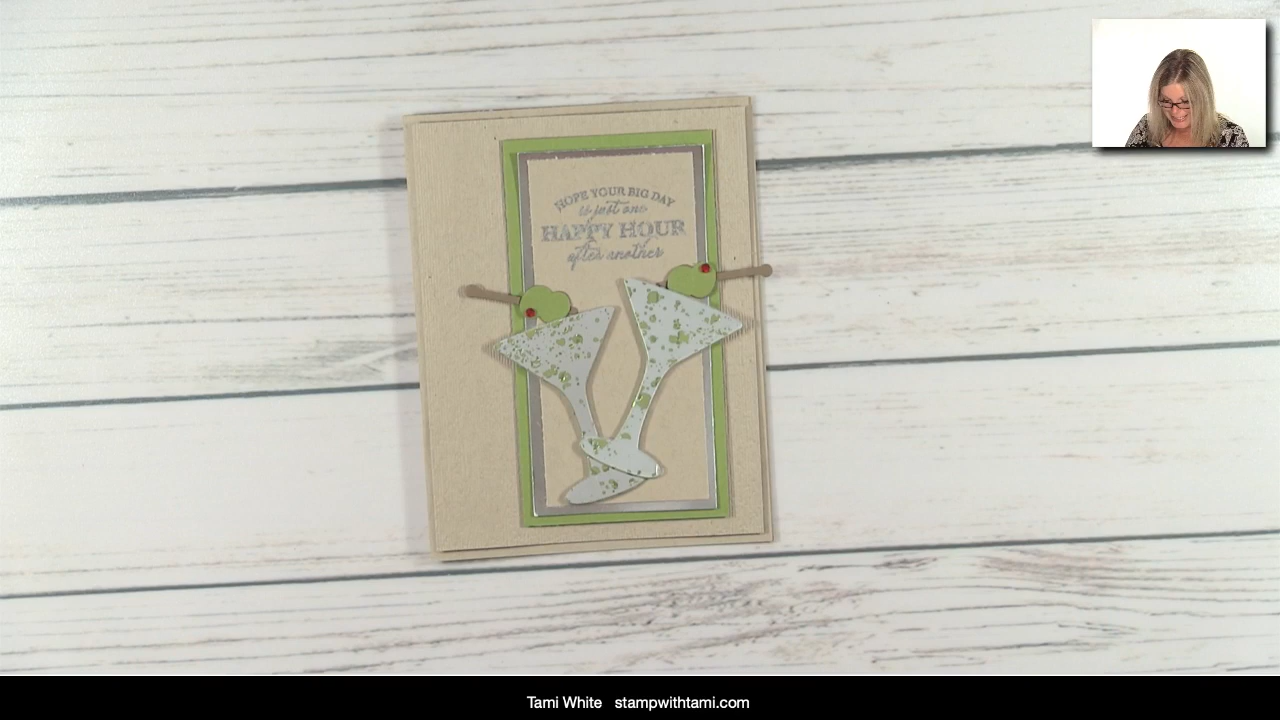 HOPE YOUR BIG DAY
is just one
HAPPY HOUR
after another
Tami White stampwithtami.com